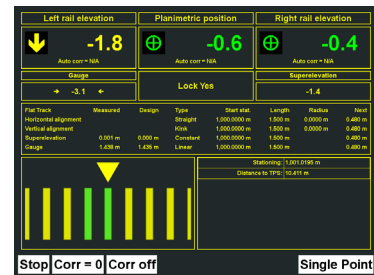 Left rail elevation Planimetric position Right rail elevation
-1.8 -0.6 -0.4
Auto corr = N/A Auto corr = N/A
Gauge Lock Yes Superelevation
→ -3.1 ← -1.4
Flat Track Measured Design Type Start stat. Length Radius Next
Horizontal alignment Straight 1,000.0000 m 1.500 m 0.0000 m 0.480 m
Vertical alignment Kink 1,000.0000 m 1.500 m 0.0000 m 0.480 m
Superelevation 0.001 m 0.000 m Constant 1,000.0000 m 1.500 m 0.480 m
Gauge 1.438 m 1.435 m Linear 1,000.0000 m 1.500 m 0.480 m
Stationing: 1,001.0195 m
Distance to TPS: 10.411 m
Stop Corr = 0 Corr off Single Point